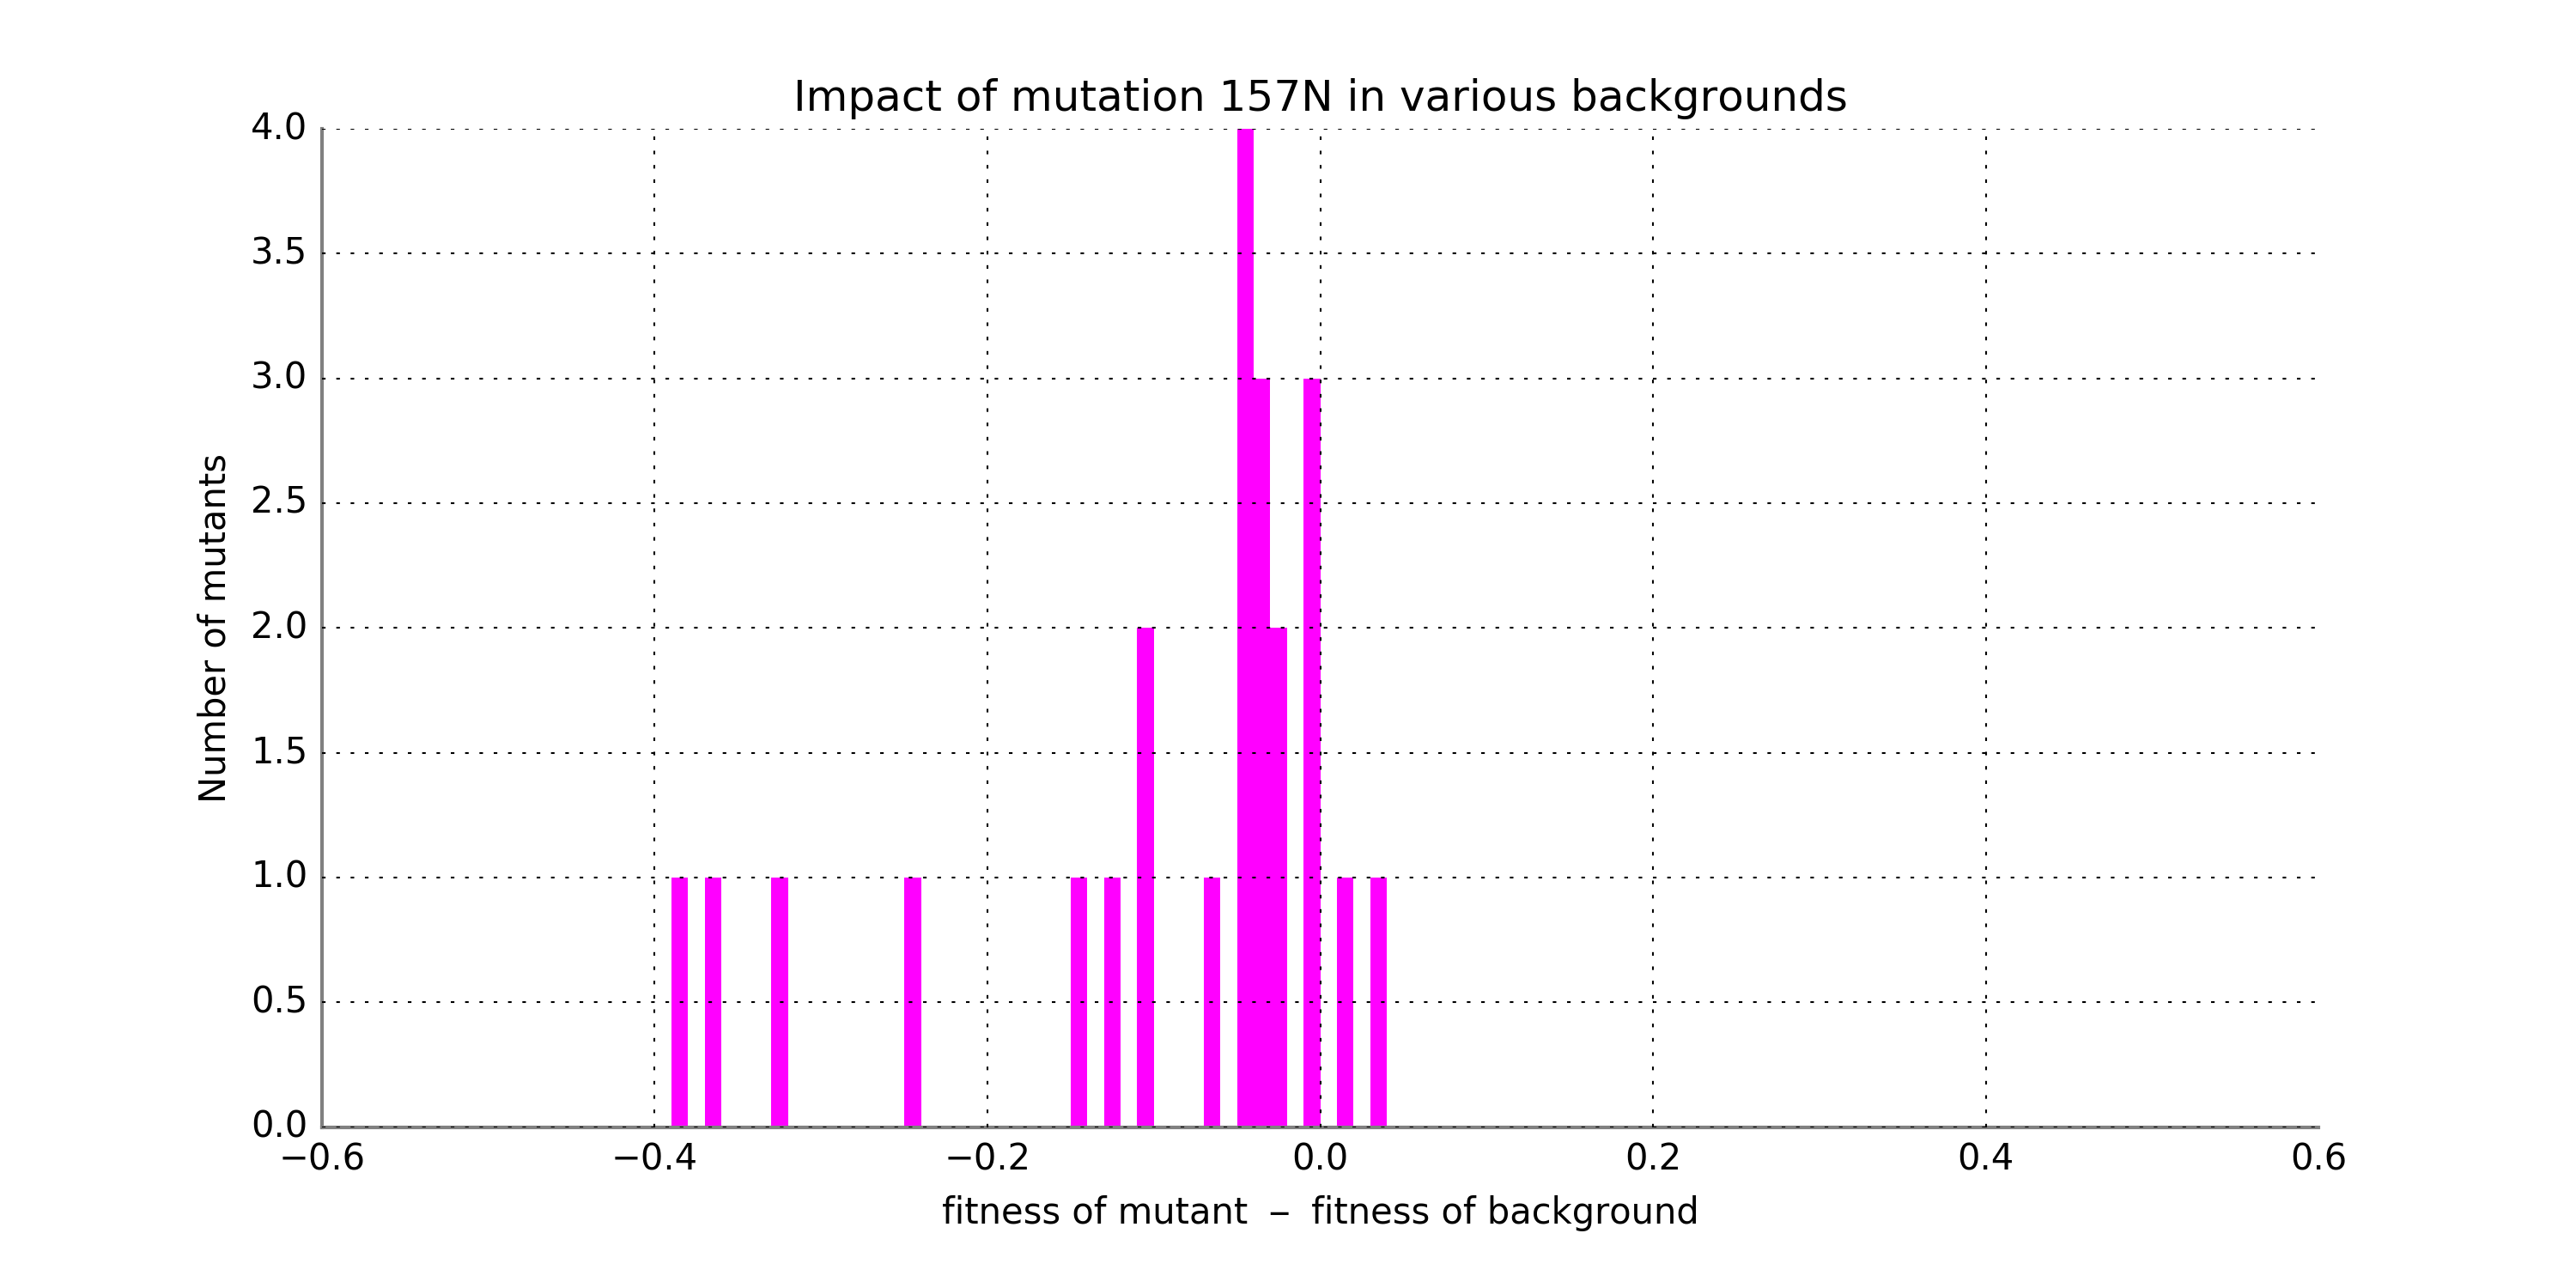 Impact of mutation 157N in various backgrounds
4.0
3.5
3.0
2.5
2.0
1.5
1.0
0.5
0.0
Number of mutants
−0.6 −0.4 −0.2 0.0 0.2 0.4 0.6
fitness of mutant − fitness of background